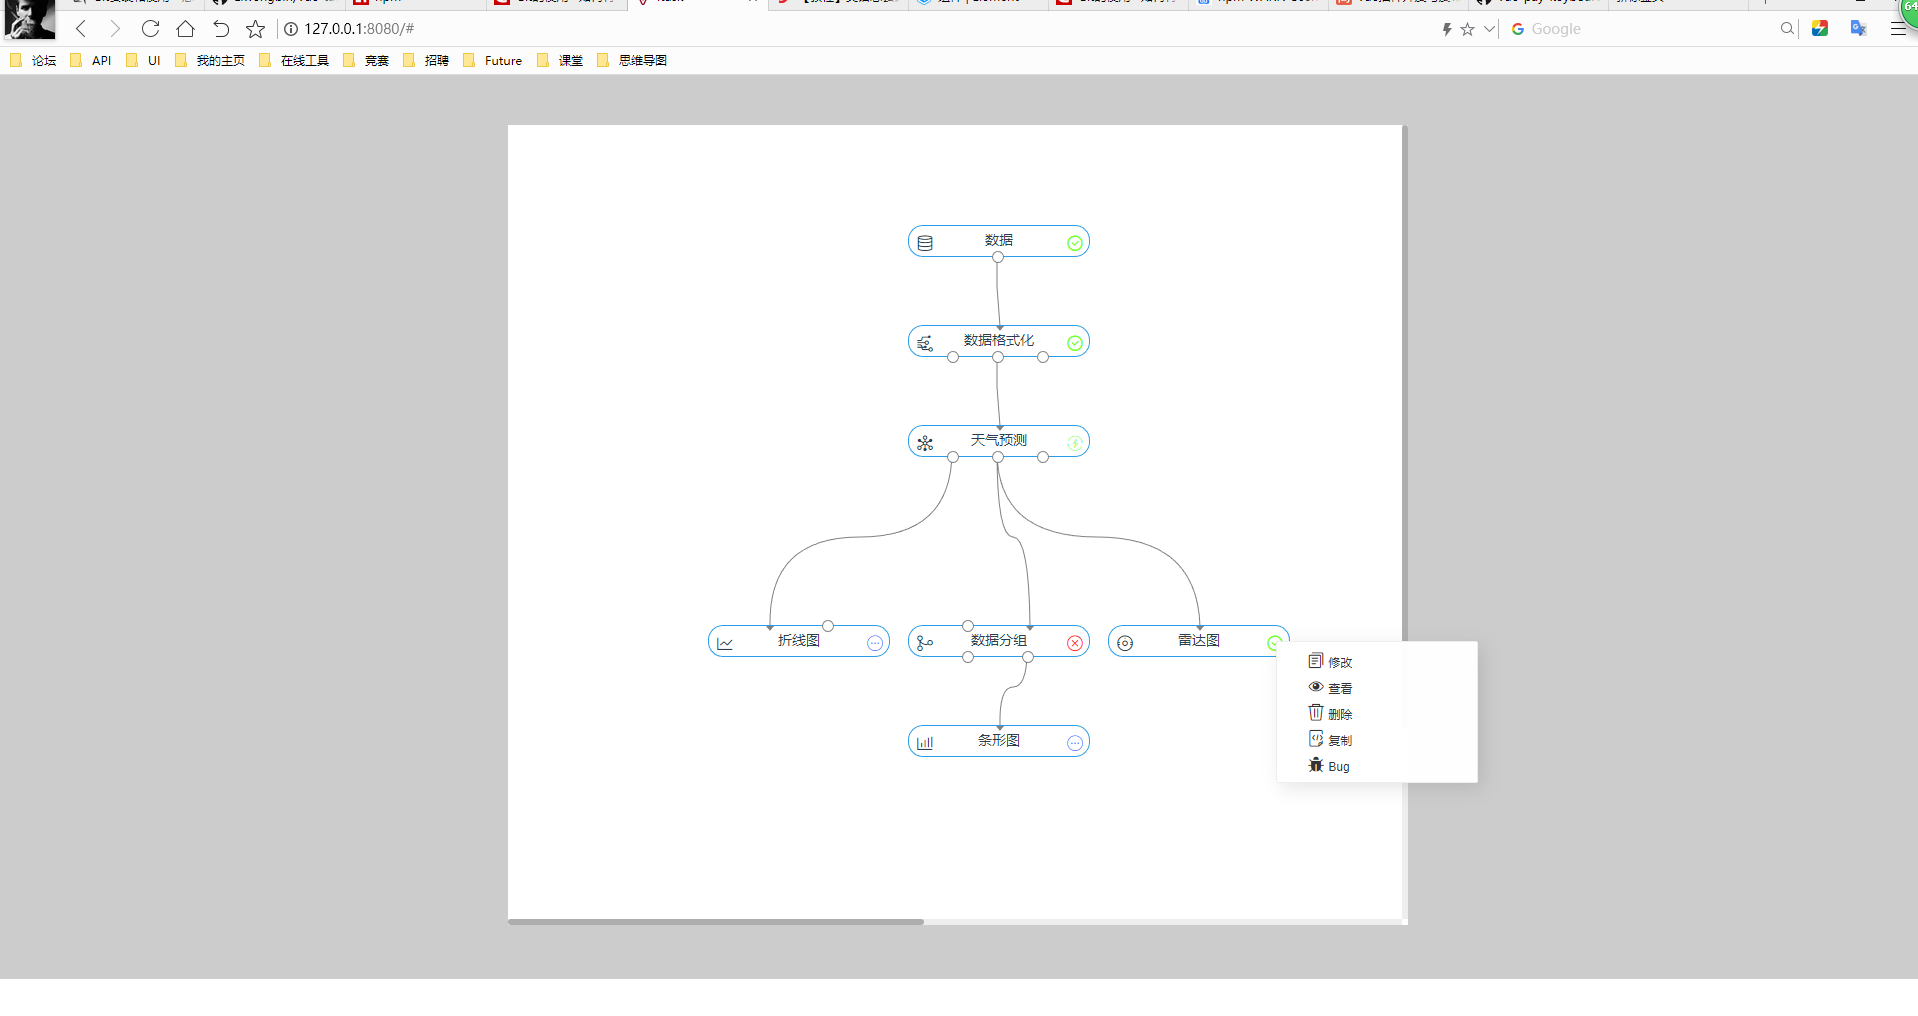 127.0.0.1:8080/#
Google
论坛 API UI 我的主页 在线工具 竞赛 招聘 Future 课堂 思维导图
数据
数据格式化
天气预测
折线图 数据分组 雷达图
条形图
修改
查看
删除
复制
Bug
64